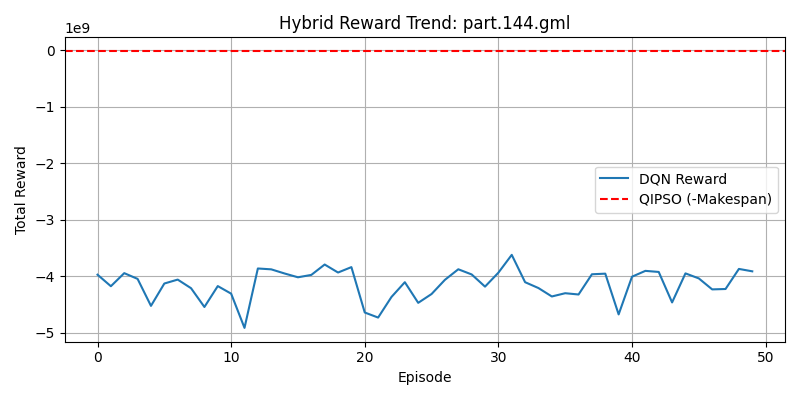 Hybrid Reward Trend: part.144.gml
1e9
0
−1
−2
−3
−4
−5
Total Reward
DQN Reward
QIPSO (-Makespan)
0 10 20 30 40 50
Episode